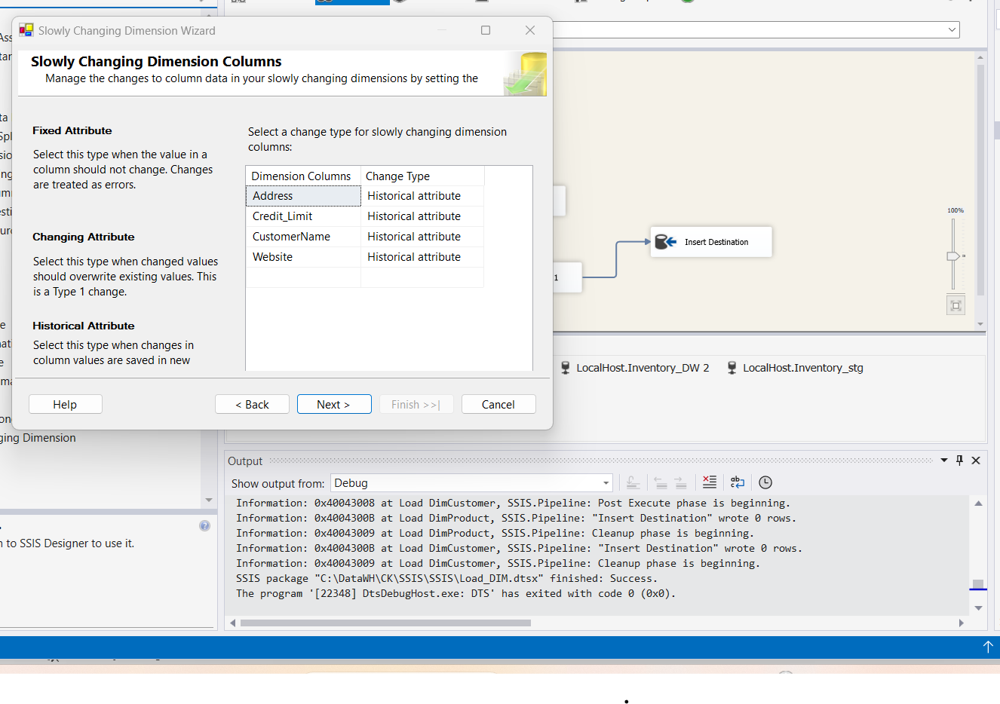 Slowly Changing Dimension Wizard
Slowly Changing Dimension Columns
Manage the changes to column data in your slowly changing dimensions by setting the
Fixed Attribute
Select this type when the value in a
column should not change. Changes
are treated as errors.
Changing Attribute
Select this type when changed values
should overwrite existing values. This
is a Type 1 change.
Historical Attribute
Select this type when changes in
column values are saved in new
Select a change type for slowly changing dimension
columns:
Dimension Columns Change Type
Address Historical attribute
Credit_Limit Historical attribute
CustomerName Historical attribute
Website Historical attribute
Help < Back Next > Finish >>| Cancel
ging Dimension
n to SSIS Designer to use it.
1
Insert Destination
100%
LocalHost.Inventory_DW 2 LocalHost.Inventory_stg
Output
Show output from: Debug
Information: 0x40043008 at Load DimCustomer, SSIS.Pipeline: Post Execute phase is beginning.
Information: 0x4004300B at Load DimProduct, SSIS.Pipeline: "Insert Destination" wrote 0 rows.
Information: 0x40043009 at Load DimProduct, SSIS.Pipeline: Cleanup phase is beginning.
Information: 0x4004300B at Load DimCustomer, SSIS.Pipeline: "Insert Destination" wrote 0 rows.
Information: 0x40043009 at Load DimCustomer, SSIS.Pipeline: Cleanup phase is beginning.
SSIS package "C:\DataWH\CK\SSIS\SSIS\Load_DIM.dtsx" finished: Success.
The program '[22348] DtsDebugHost.exe: DTS' has exited with code 0 (0x0).